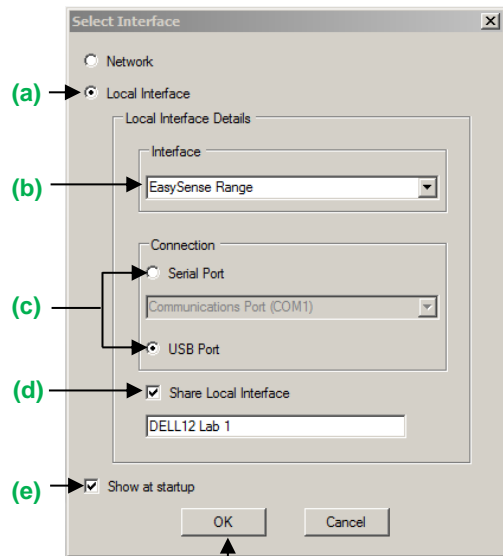 Select Interface
Network
(a) Local Interface
Local Interface Details
Interface
(b) EasySense Range
Connection
Serial Port
(c) Communications Port (COM1)
USB Port
(d) Share Local Interface
DELL12 Lab 1
(e) Show at startup
OK Cancel